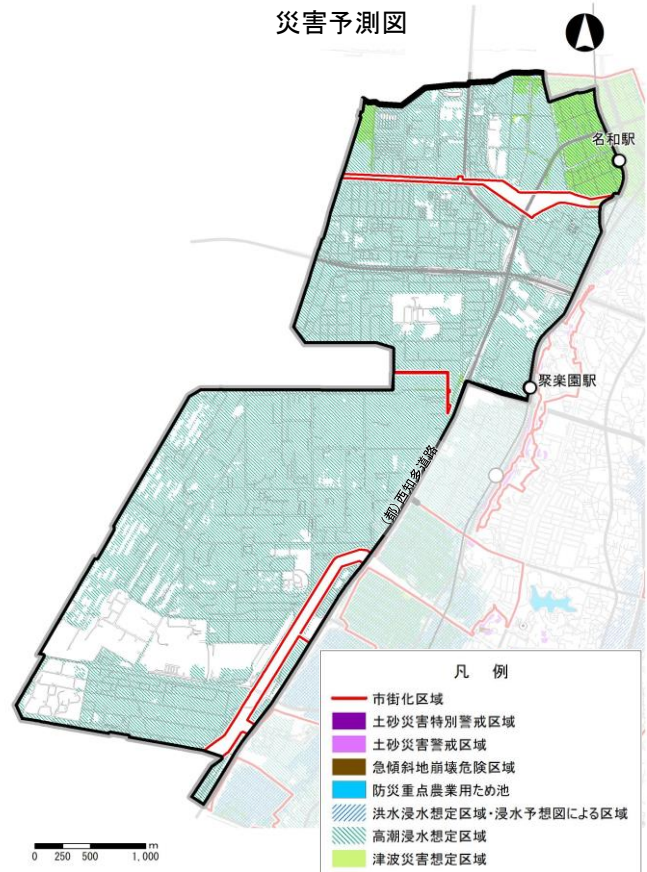 災害予測図
名和駅
聚楽園駅
(都)西知多道路
凡 例
市街化区域
土砂災害特別警戒区域
土砂災害警戒区域
急傾斜地崩壊危険区域
防災重点農業用ため池
洪水浸水想定区域・浸水予想図による区域
高潮浸水想定区域
津波災害想定区域
0 250 500 1,000 m